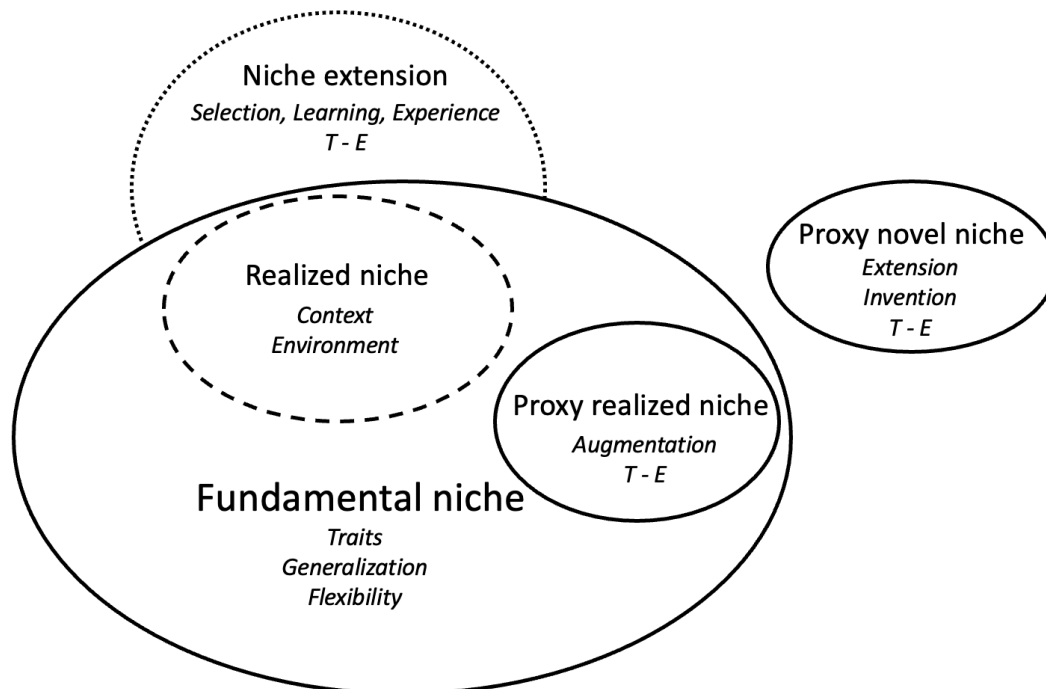 Niche extension
Selection, Learning, Experience
T - E
Realized niche
Context
Environment
Proxy novel niche
Extension
Invention
T - E
Proxy realized niche
Augmentation
T - E
Fundamental niche
Traits
Generalization
Flexibility